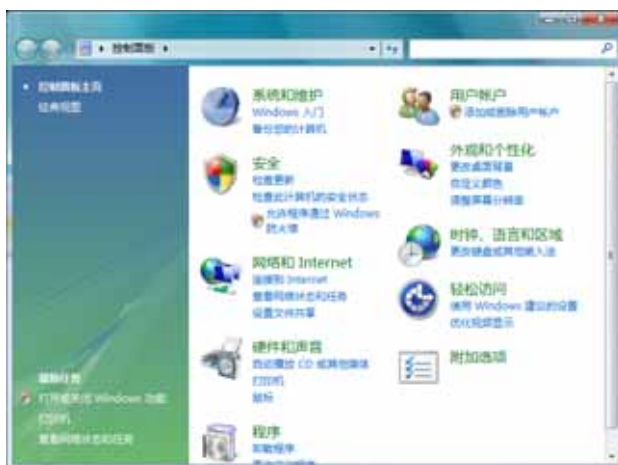 控制面板
控制面板主页
经典视图
系统和维护
Windows 入门
备份您的计算机
安全
检查更新
检查此计算机的安全状态
允许程序通过 Windows
防火墙
网络和 Internet
连接到 Internet
查看网络状态和任务
设置文件共享
硬件和声音
自动播放 CD 或其他媒体
打印机
鼠标
程序
卸载程序
用户帐户
添加或删除用户帐户
外观和个性化
更改桌面背景
自定义颜色
调整屏幕分辨率
时钟、语言和区域
更改键盘或其他输入法
轻松访问
使用 Windows 建议的设置
优化视频显示
附加选项
最新任务
打开或关闭 Windows 功能
打印机
查看网络状态和任务